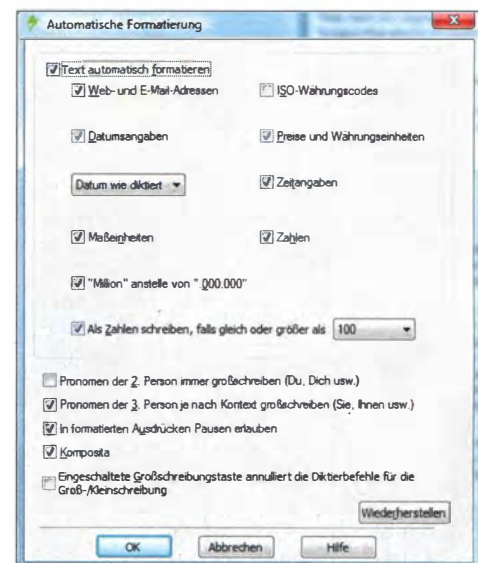 Automatische Formatierung
Text automatisch formatieren
Web- und E-Mail-Adressen
ISO-Währungscodes
Datumsangaben
Preise und Währungseinheiten
Datum wie diktiert
Zeitangaben
Maßeinheiten
Zahlen
"Million" anstelle von ".000.000"
Als Zahlen schreiben, falls gleich oder größer als 100
Pronomen der 2. Person immer großschreiben (Du, Dich usw.)
Pronomen der 3. Person je nach Kontext großschreiben (Sie, Ihnen usw.)
In formatierten Ausdrücken Pausen erlauben
Komposita
Eingeschaltete Großschreibungstaste annulliert die Diktierbefehle für die
Groß-/Kleinschreibung
Wiederherstellen
OK Abbrechen Hilfe